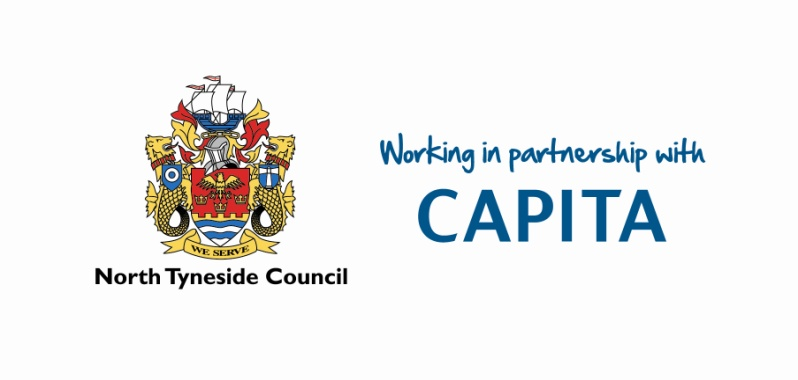 WE SERVE
North Tyneside Council
Working in partnership with
CAPITA